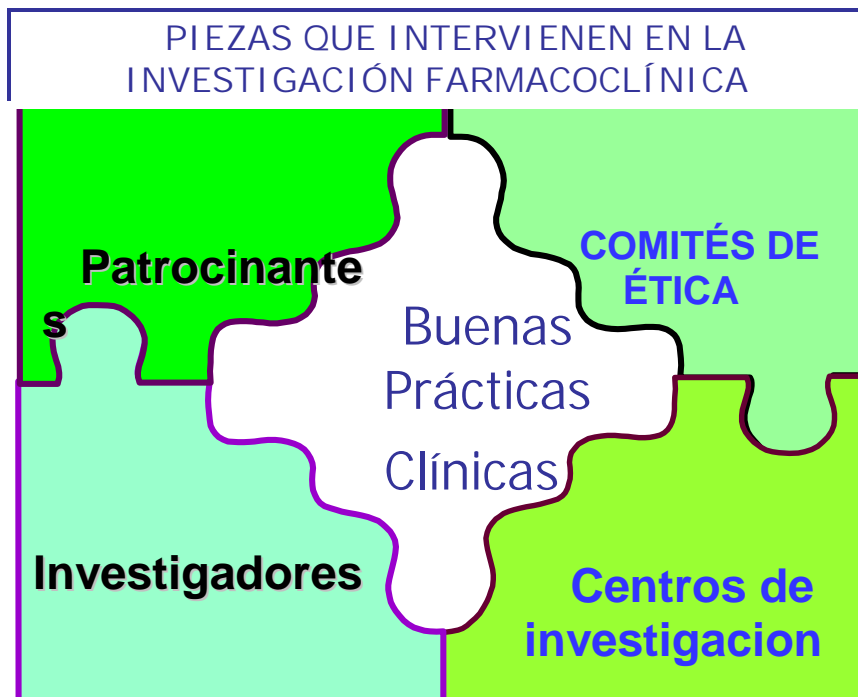 PIEZAS QUE INTERVIENEN EN LA
INVESTIGACIÓN FARMACOCLÍNICA
Patrocinante
s
COMITÉS DE
ÉTICA
Buenas
Prácticas
Clínicas
Investigadores
Centros de
investigacion